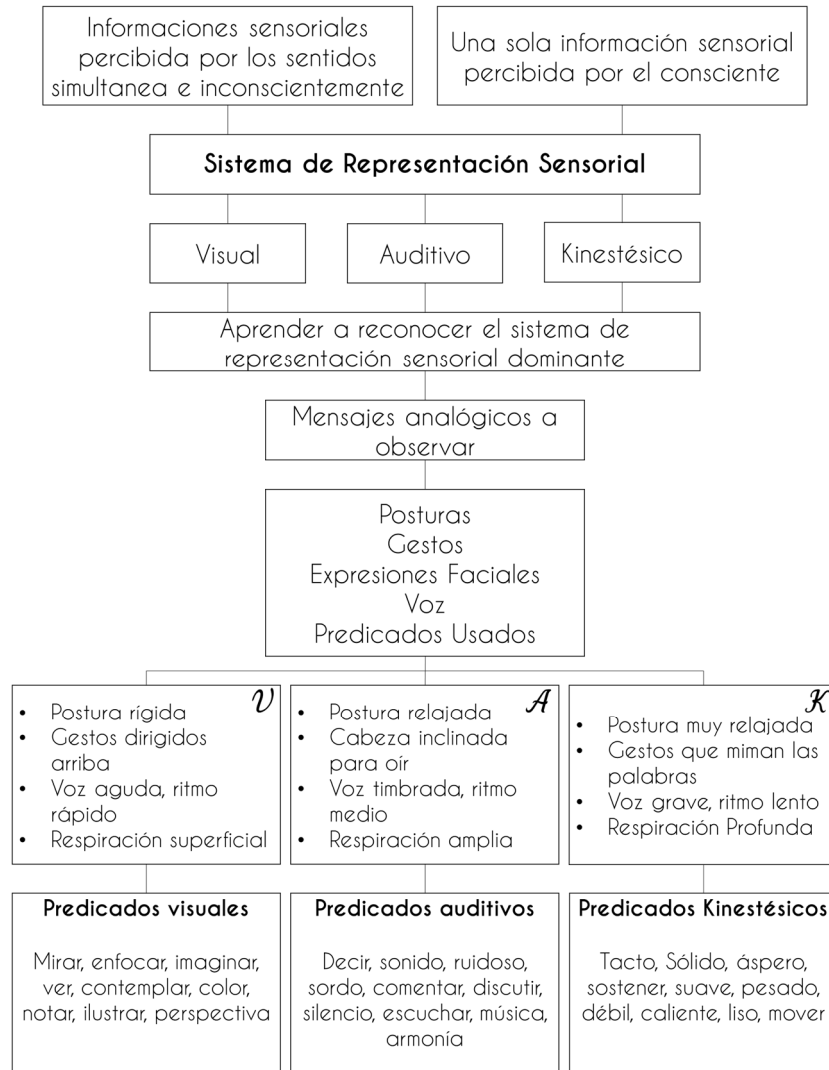 Informaciones sensoriales
percibida por los sentidos
simultanea e inconscientemente
Una sola información sensorial
percibida por el consciente
Sistema de Representación Sensorial
Visual
Auditivo
Kinestésico
Aprender a reconocer el sistema de
representación sensorial dominante
Mensajes analógicos a
observar
Posturas
Gestos
Expresiones Faciales
Voz
Predicados Usados
V
• Postura rígida
• Gestos dirigidos
arriba
• Voz aguda, ritmo
rápido
• Respiración superficial
A
• Postura relajada
• Cabeza inclinada
para oír
• Voz timbrada, ritmo
medio
• Respiración amplia
K
• Postura muy relajada
• Gestos que miman las
palabras
• Voz grave, ritmo lento
• Respiración Profunda
Predicados visuales
Mirar, enfocar, imaginar,
ver, contemplar, color,
notar, ilustrar, perspectiva
Predicados auditivos
Decir, sonido, ruidoso,
sordo, comentar, discutir,
silencio, escuchar, música,
armonía
Predicados Kinestésicos
Tacto, Sólido, áspero,
sostener, suave, pesado,
débil, caliente, liso, mover